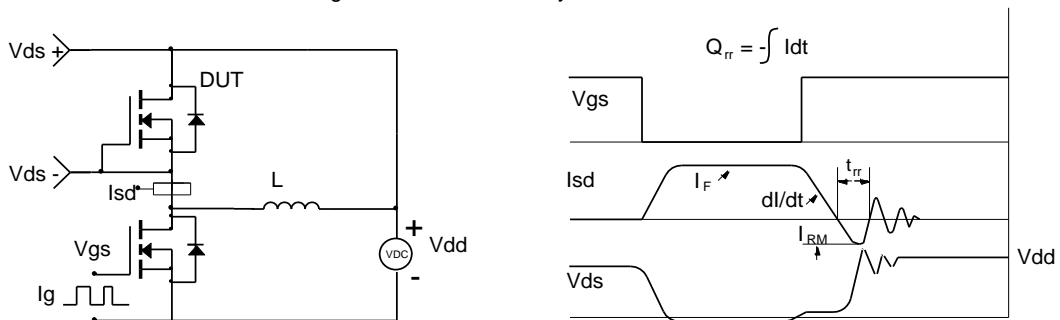 Vds +
DUT
Vds -
Isd
L
Vgs
Ig
+
VDC
-
Vdd
Qrr = -∫ Idt
Vgs
Isd
IF
dI/dt
trr
IRM
Vds
Vdd